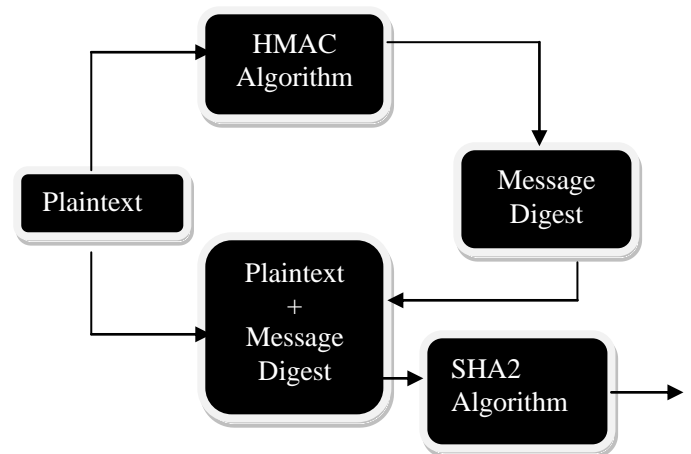 HMAC
Algorithm
Plaintext
Message
Digest
Plaintext
+
Message
Digest
SHA2
Algorithm